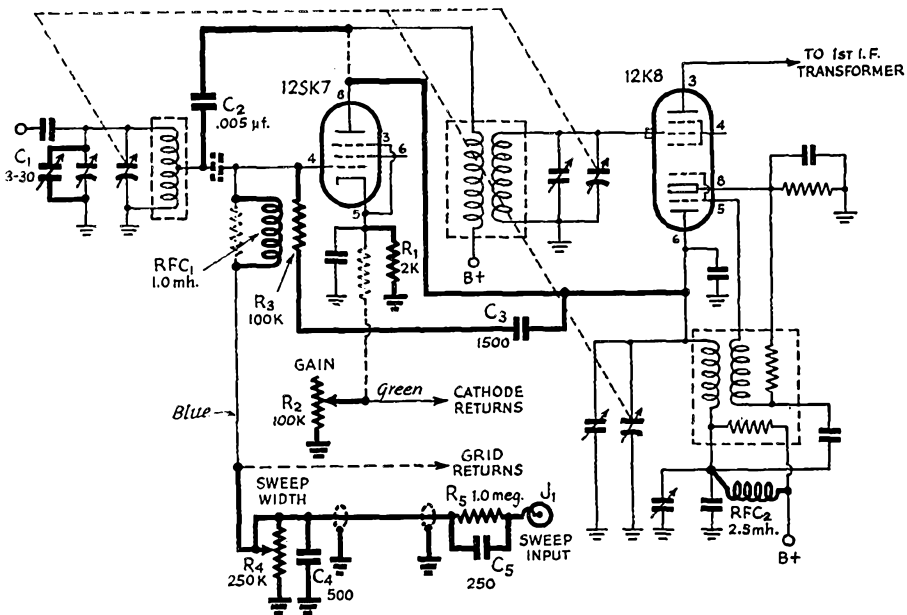 12SK7
8
3
6
4
5
C2
.005 µf.
C1
3-30
RFC1
1.0 mh.
R3
100K
R1
2K
B+
C3
1500
12K8
3
4
8
5
6
TO 1ST I.F.
TRANSFORMER
GAIN
R2
100K
Green
CATHODE
RETURNS
Blue
GRID
RETURNS
SWEEP
WIDTH
R4
250K
C4
500
R5 1.0 meg.
J1
SWEEP
INPUT
C5
250
RFC2
2.5mh.
B+